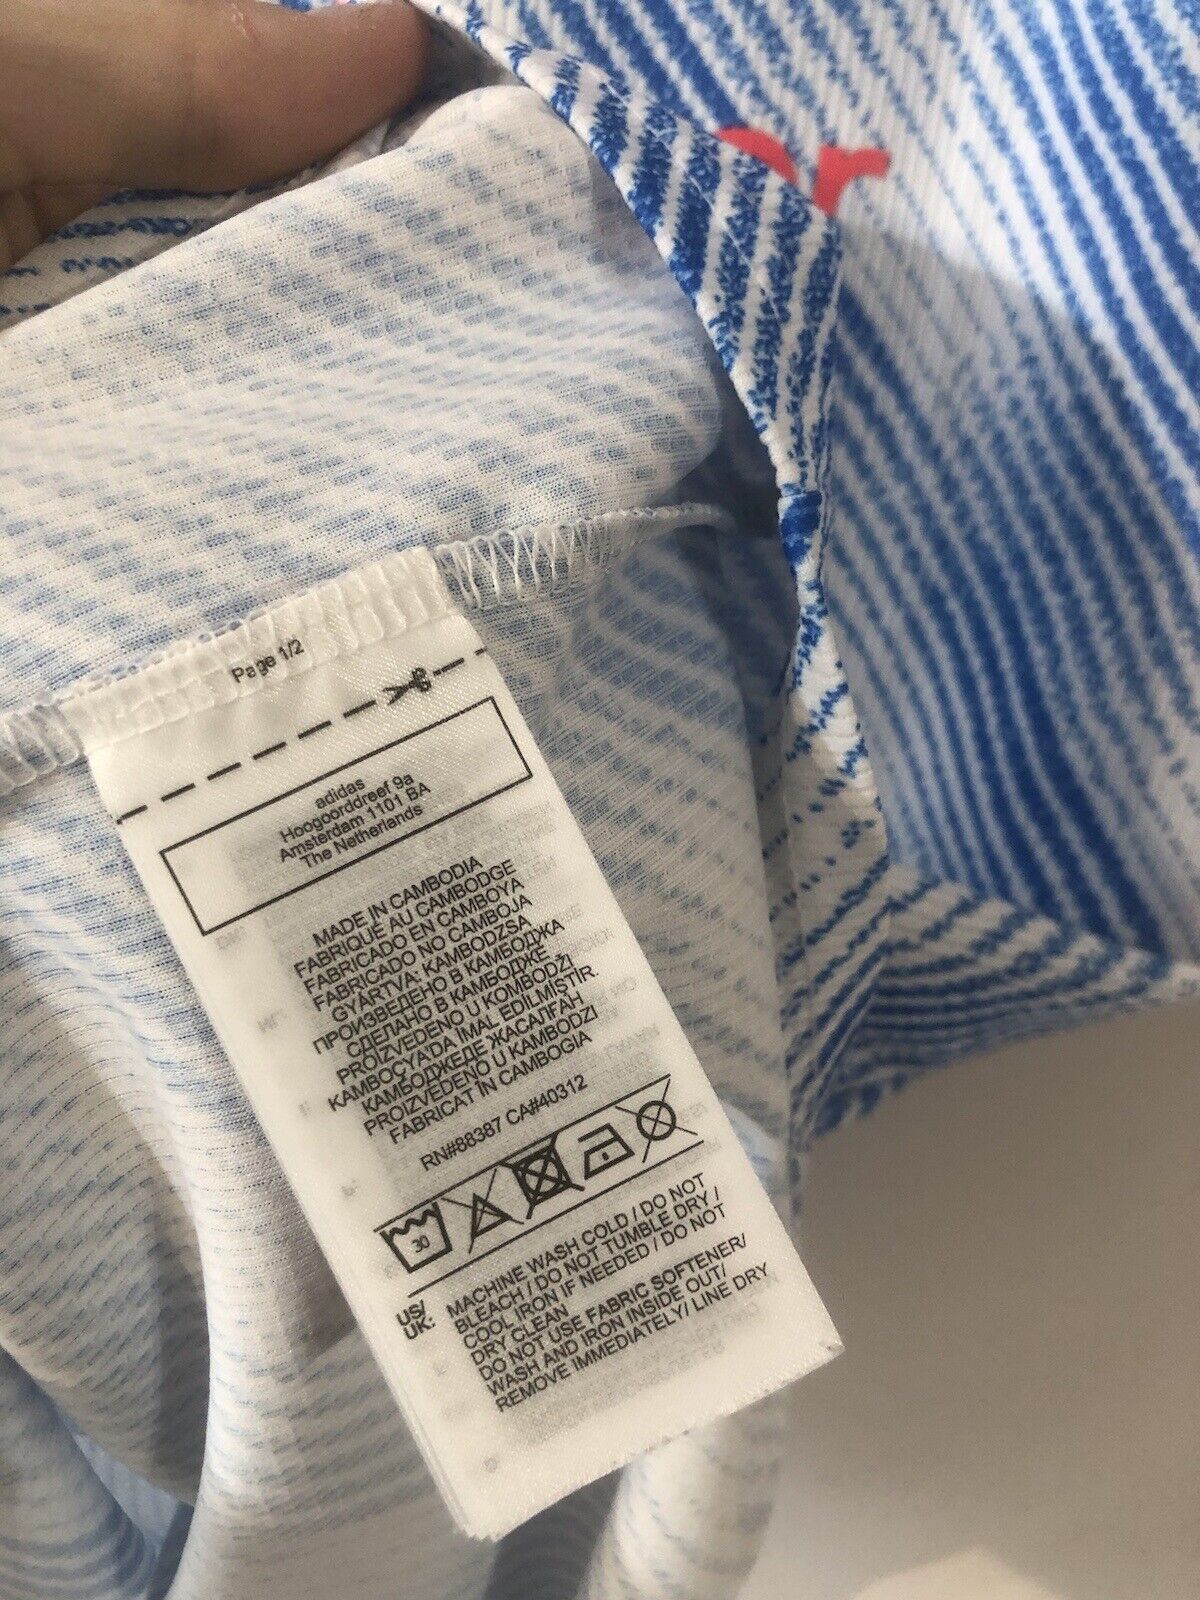 er
Page 1/2
adidas
Hoogoorddreef 9a
Amsterdam 1101 BA
The Netherlands
MADE IN CAMBODIA
FABRIQUÉ AU CAMBODGE
FABRICADO EN CAMBOYA
FABRICADO NO CAMBOJA
GYÁRTVA: KAMBODZSA
ПРОИЗВЕДЕНО В КАМБОДЖА
СДЕЛАНО В КАМБОДЖЕ
PROIZVEDENO U KOMBODŽI
KAMBOÇYA'DA İMAL EDİLMİŞTİR.
КАМБОДЖЕДЕ ЖАСАЛҒАН
PROIZVEDENO U KAMBODZI
FABRICAT ÎN CAMBOGIA
RN#88387 CA#40312
30
US/
UK:
MACHINE WASH COLD / DO NOT
BLEACH / DO NOT TUMBLE DRY /
COOL IRON IF NEEDED / DO NOT
DRY CLEAN
DO NOT USE FABRIC SOFTENER/
WASH AND IRON INSIDE OUT/
REMOVE IMMEDIATELY/ LINE DRY